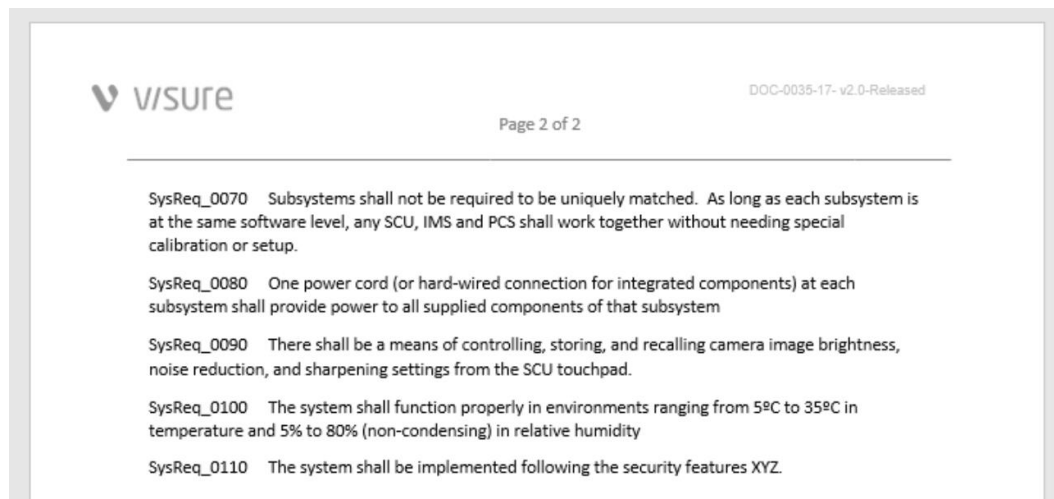 visure
DOC-0035-17- v2.0-Released
Page 2 of 2
SysReq_0070 Subsystems shall not be required to be uniquely matched. As long as each subsystem is
at the same software level, any SCU, IMS and PCS shall work together without needing special
calibration or setup.
SysReq_0080 One power cord (or hard-wired connection for integrated components) at each
subsystem shall provide power to all supplied components of that subsystem
SysReq_0090 There shall be a means of controlling, storing, and recalling camera image brightness,
noise reduction, and sharpening settings from the SCU touchpad.
SysReq_0100 The system shall function properly in environments ranging from 5ºC to 35ºC in
temperature and 5% to 80% (non-condensing) in relative humidity
SysReq_0110 The system shall be implemented following the security features XYZ.